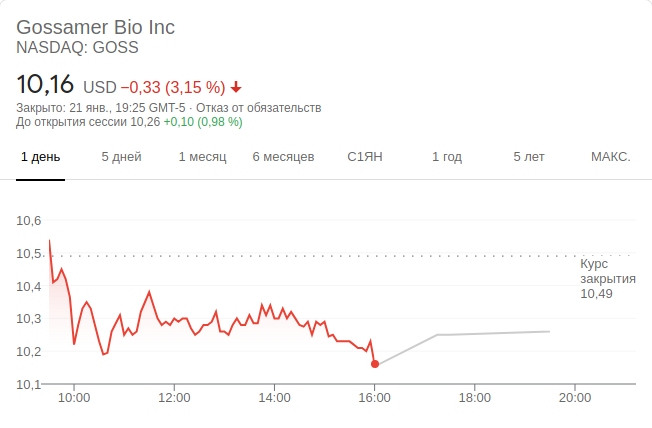 Gossamer Bio Inc
NASDAQ: GOSS
10,16 USD −0,33 (3,15 %)
Закрыто: 21 янв., 19:25 GMT-5 · Отказ от обязательств
До открытия сессии 10,26 +0,10 (0,98 %)
1 день 5 дней 1 месяц 6 месяцев С1ЯН 1 год 5 лет МАКС.
10,6
10,5
Курс
закрытия
10,49
10,4
10,3
10,2
10,1
10:00 12:00 14:00 16:00 18:00 20:00